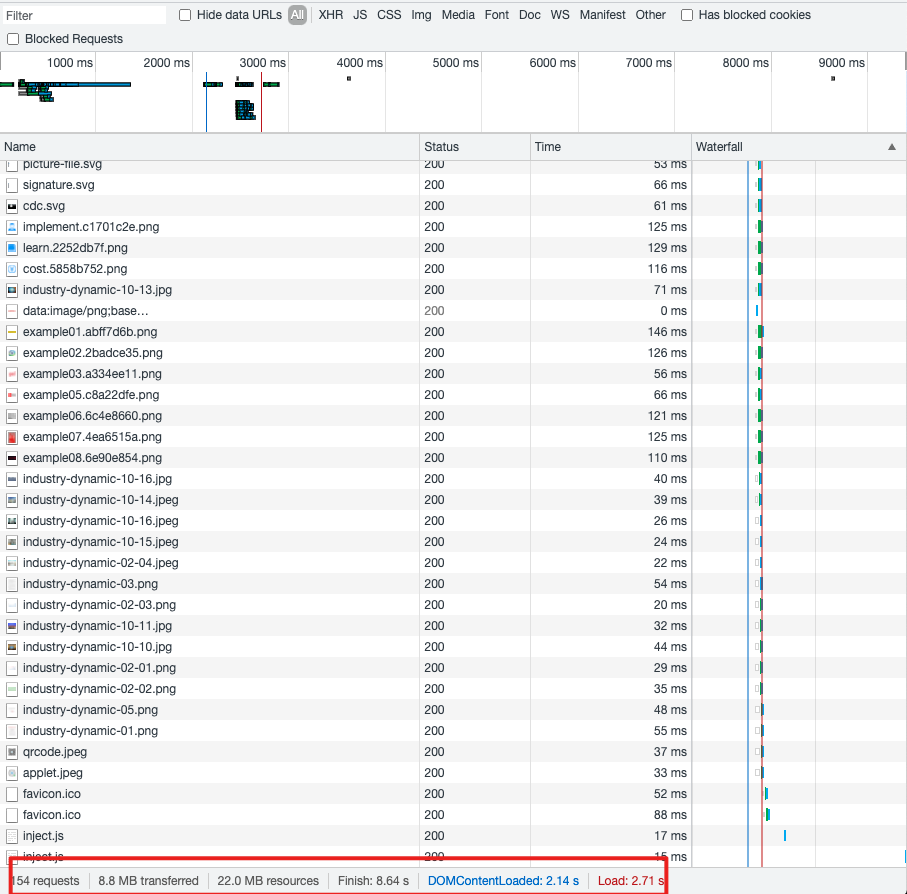 Filter Hide data URLs All XHR JS CSS Img Media Font Doc WS Manifest Other Has blocked cookies
Blocked Requests
1000 ms 2000 ms 3000 ms 4000 ms 5000 ms 6000 ms 7000 ms 8000 ms 9000 ms
Name Status Time Waterfall ▲
picture-file.svg 200 53 ms
signature.svg 200 66 ms
cdc.svg 200 61 ms
implement.c1701c2e.png 200 125 ms
learn.2252db7f.png 200 129 ms
cost.5858b752.png 200 116 ms
industry-dynamic-10-13.jpg 200 71 ms
data:image/png;base… 200 0 ms
example01.abff7d6b.png 200 146 ms
example02.2badce35.png 200 126 ms
example03.a334ee11.png 200 56 ms
example05.c8a22dfe.png 200 66 ms
example06.6c4e8660.png 200 121 ms
example07.4ea6515a.png 200 125 ms
example08.6e90e854.png 200 110 ms
industry-dynamic-10-16.jpg 200 40 ms
industry-dynamic-10-14.jpeg 200 39 ms
industry-dynamic-10-16.jpeg 200 26 ms
industry-dynamic-10-15.jpeg 200 24 ms
industry-dynamic-02-04.jpeg 200 22 ms
industry-dynamic-03.png 200 54 ms
industry-dynamic-02-03.png 200 20 ms
industry-dynamic-10-11.jpg 200 32 ms
industry-dynamic-10-10.jpg 200 44 ms
industry-dynamic-02-01.png 200 29 ms
industry-dynamic-02-02.png 200 35 ms
industry-dynamic-05.png 200 48 ms
industry-dynamic-01.png 200 55 ms
qrcode.jpeg 200 37 ms
applet.jpeg 200 33 ms
favicon.ico 200 52 ms
favicon.ico 200 88 ms
inject.js 200 17 ms
inject.js 200 15 ms
154 requests 8.8 MB transferred 22.0 MB resources Finish: 8.64 s DOMContentLoaded: 2.14 s Load: 2.71 s